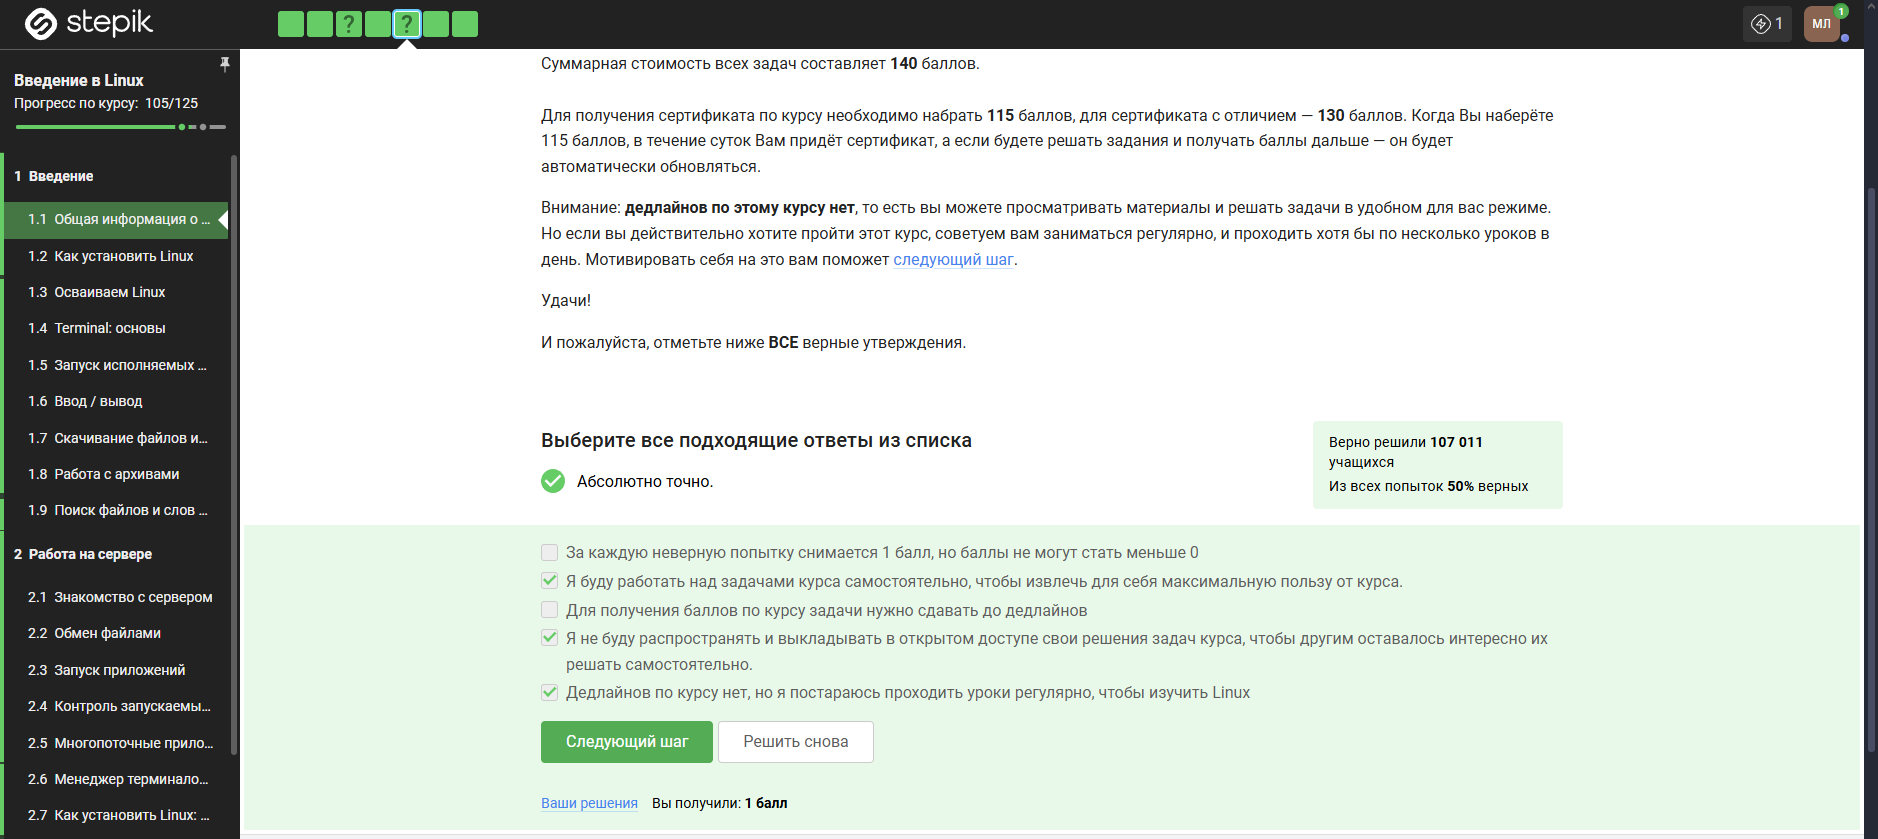 stepik
?
?
1
МЛ
1
Введение в Linux
Прогресс по курсу: 105/125
1 Введение
1.1 Общая информация о ...
1.2 Как установить Linux
1.3 Осваиваем Linux
1.4 Terminal: основы
1.5 Запуск исполняемых ...
1.6 Ввод / вывод
1.7 Скачивание файлов и...
1.8 Работа с архивами
1.9 Поиск файлов и слов ...
2 Работа на сервере
2.1 Знакомство с сервером
2.2 Обмен файлами
2.3 Запуск приложений
2.4 Контроль запускаемы...
2.5 Многопоточные прило...
2.6 Менеджер терминало...
2.7 Как установить Linux: ...
Суммарная стоимость всех задач составляет 140 баллов.
Для получения сертификата по курсу необходимо набрать 115 баллов, для сертификата с отличием — 130 баллов. Когда Вы наберёте
115 баллов, в течение суток Вам придёт сертификат, а если будете решать задания и получать баллы дальше — он будет
автоматически обновляться.
Внимание: дедлайнов по этому курсу нет, то есть вы можете просматривать материалы и решать задачи в удобном для вас режиме.
Но если вы действительно хотите пройти этот курс, советуем вам заниматься регулярно, и проходить хотя бы по несколько уроков в
день. Мотивировать себя на это вам поможет следующий шаг.
Удачи!
И пожалуйста, отметьте ниже ВСЕ верные утверждения.
Выберите все подходящие ответы из списка
Абсолютно точно.
Верно решили 107 011
учащихся
Из всех попыток 50% верных
За каждую неверную попытку снимается 1 балл, но баллы не могут стать меньше 0
Я буду работать над задачами курса самостоятельно, чтобы извлечь для себя максимальную пользу от курса.
Для получения баллов по курсу задачи нужно сдавать до дедлайнов
Я не буду распространять и выкладывать в открытом доступе свои решения задач курса, чтобы другим оставалось интересно их
решать самостоятельно.
Дедлайнов по курсу нет, но я постараюсь проходить уроки регулярно, чтобы изучить Linux
Следующий шаг
Решить снова
Ваши решения Вы получили: 1 балл